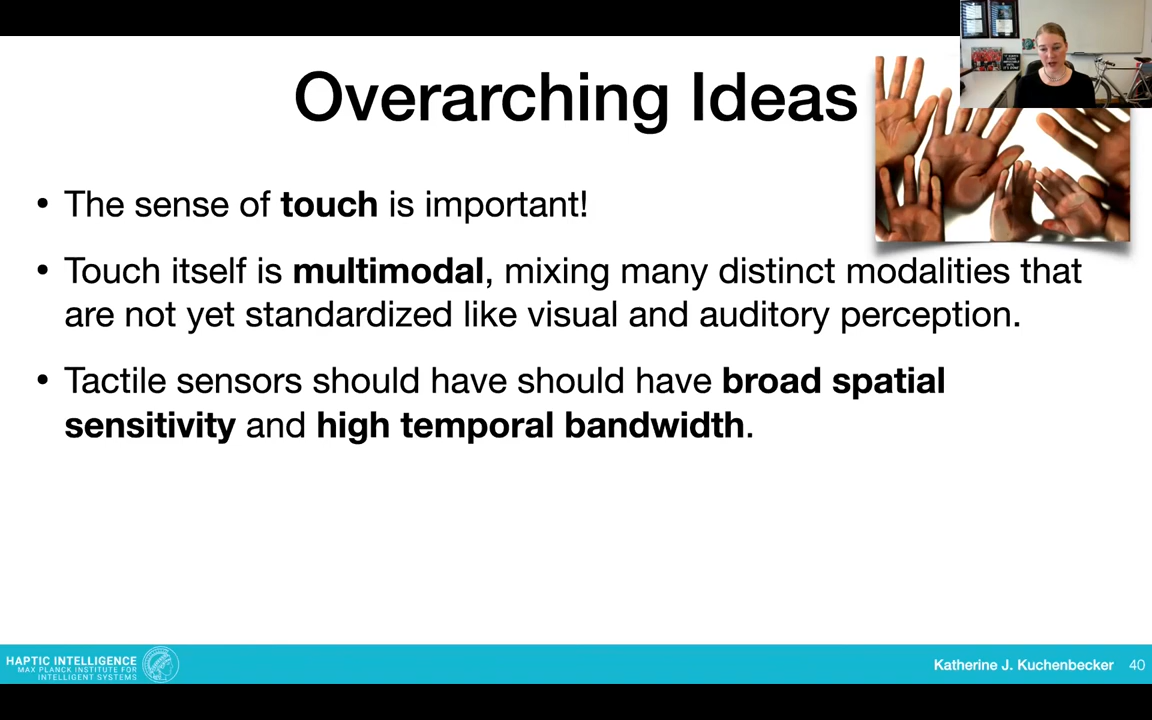 Overarching Ideas
• The sense of touch is important!
• Touch itself is multimodal, mixing many distinct modalities that
are not yet standardized like visual and auditory perception.
• Tactile sensors should have should have broad spatial
sensitivity and high temporal bandwidth.
HAPTIC INTELLIGENCE
MAX PLANCK INSTITUTE FOR
INTELLIGENT SYSTEMS
Katherine J. Kuchenbecker 40